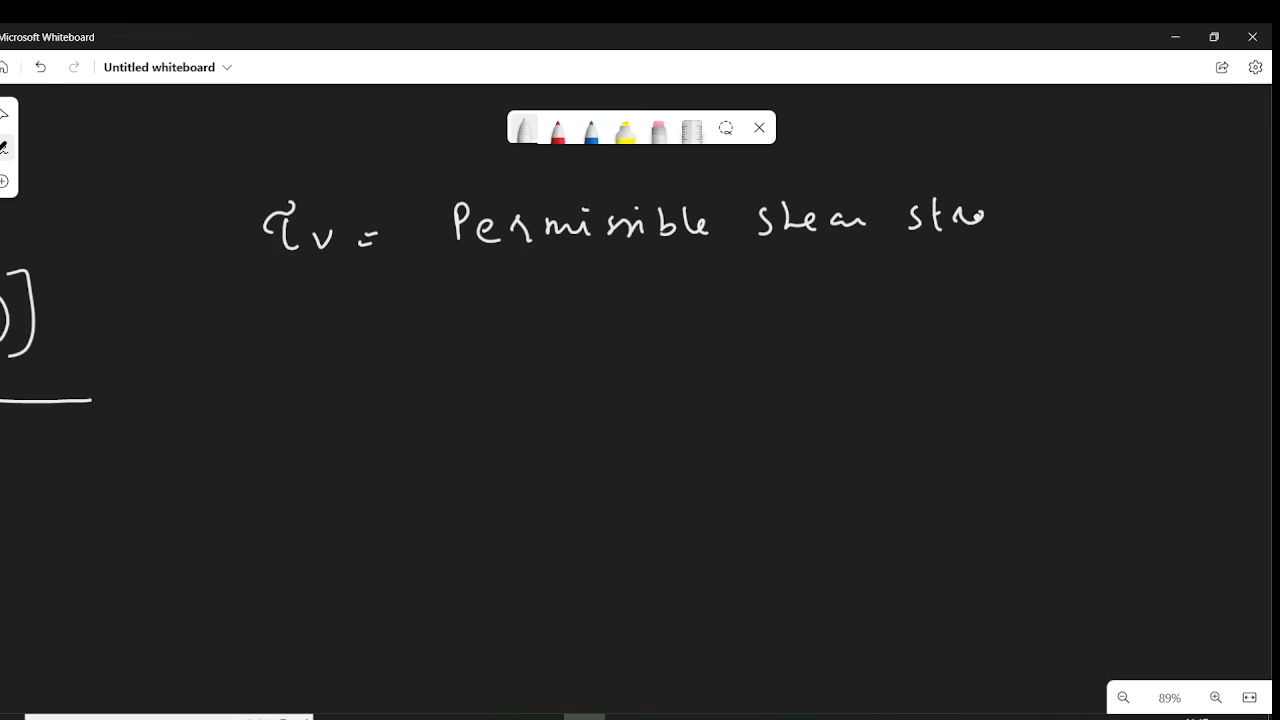 Microsoft Whiteboard
Untitled whiteboard
τv = Permissible shear stre
)]
89%